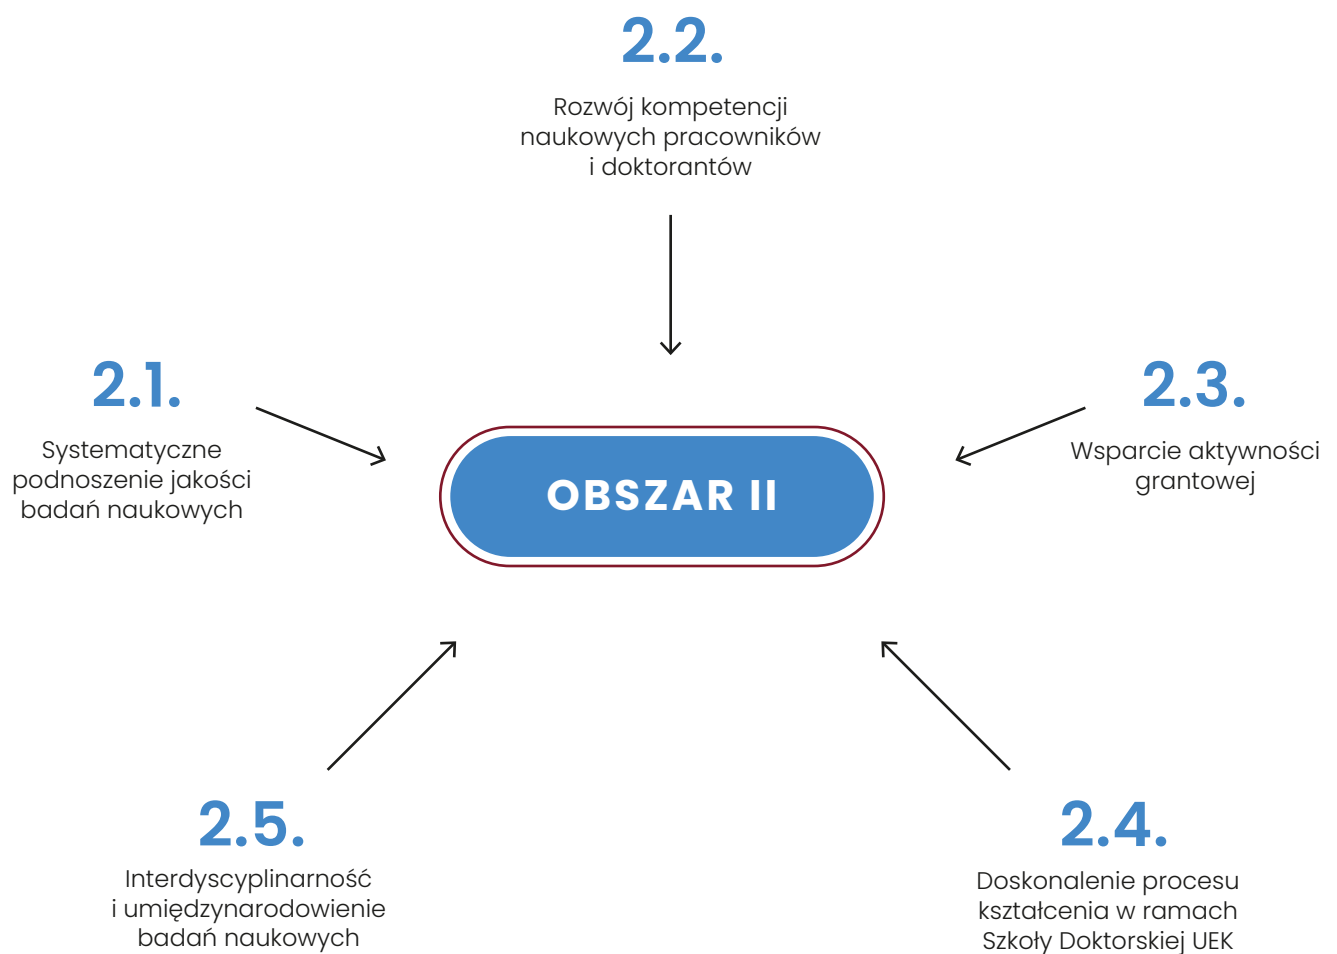 2.2.
Rozwój kompetencji
naukowych pracowników
i doktorantów
2.1.
Systematyczne
podnoszenie jakości
badań naukowych
2.3.
Wsparcie aktywności
grantowej
OBSZAR II
2.5.
Interdyscyplinarność
i umiędzynarodowienie
badań naukowych
2.4.
Doskonalenie procesu
kształcenia w ramach
Szkoły Doktorskiej UEK